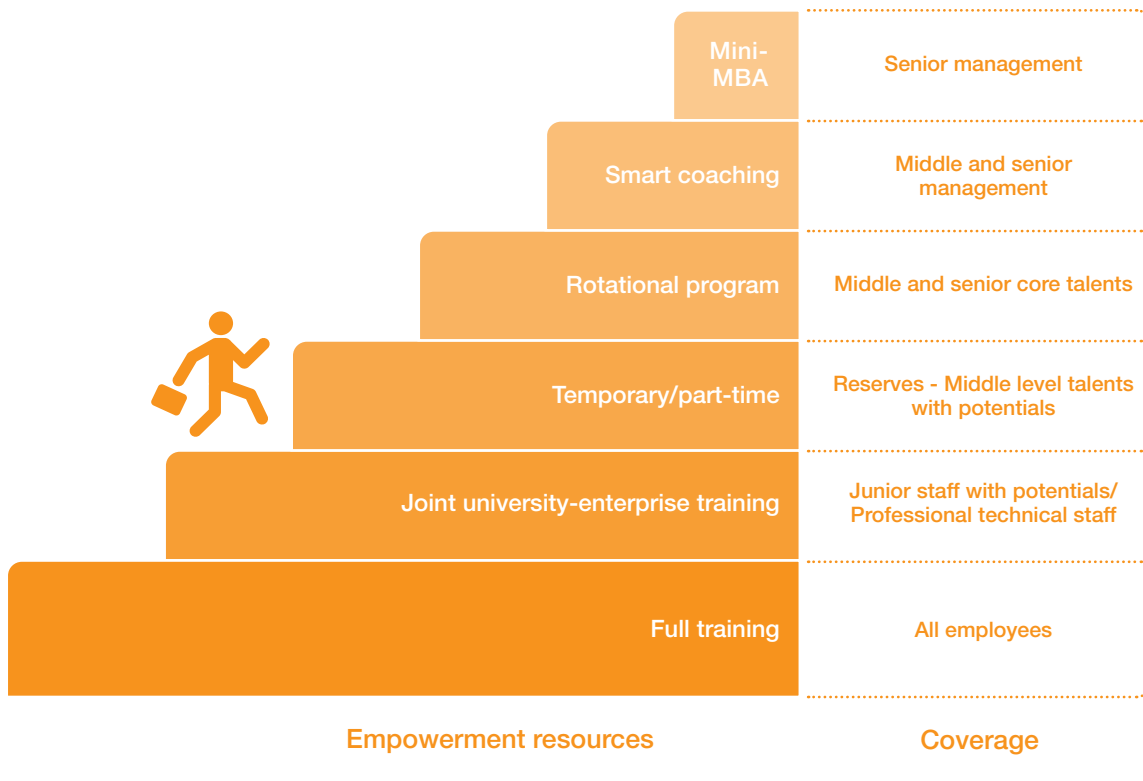 Mini-
MBA
Senior management
Smart coaching
Middle and senior
management
Rotational program
Middle and senior core talents
Temporary/part-time
Reserves - Middle level talents
with potentials
Joint university-enterprise training
Junior staff with potentials/
Professional technical staff
Full training
All employees
Empowerment resources
Coverage